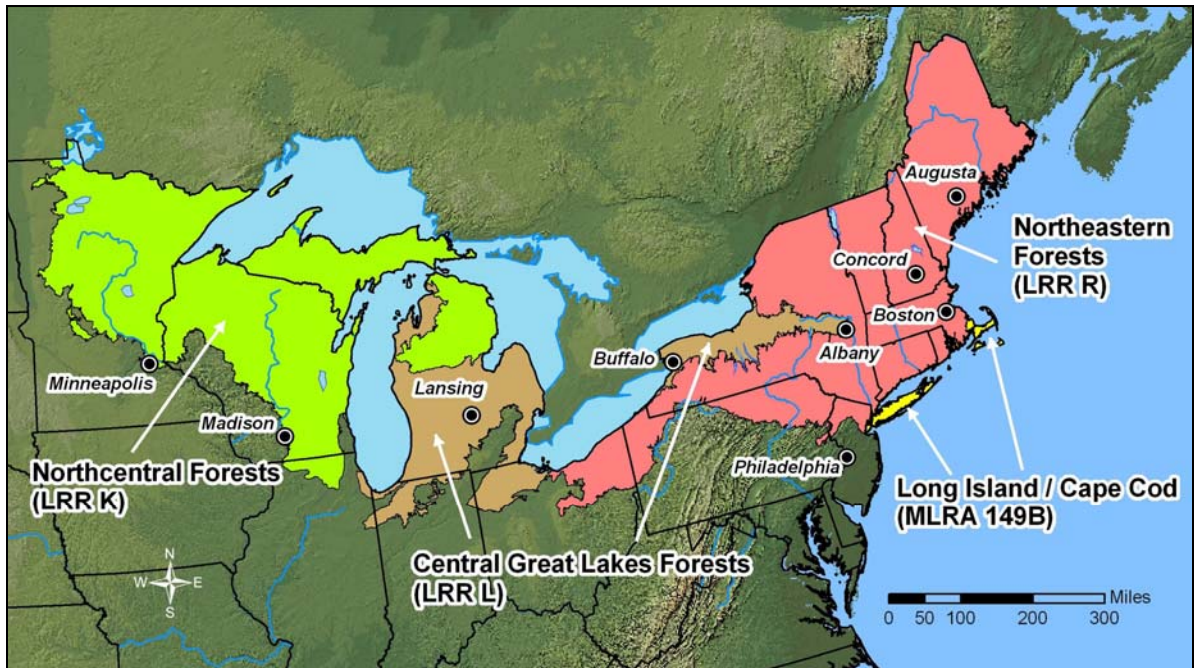 Augusta
Northeastern
Forests
(LRR R)
Concord
Boston
Albany
Buffalo
Minneapolis
Lansing
Madison
Northcentral Forests
(LRR K)
Philadelphia
Long Island / Cape Cod
(MLRA 149B)
Central Great Lakes Forests
(LRR L)
N
W E
S
Miles
0 50 100 200 300